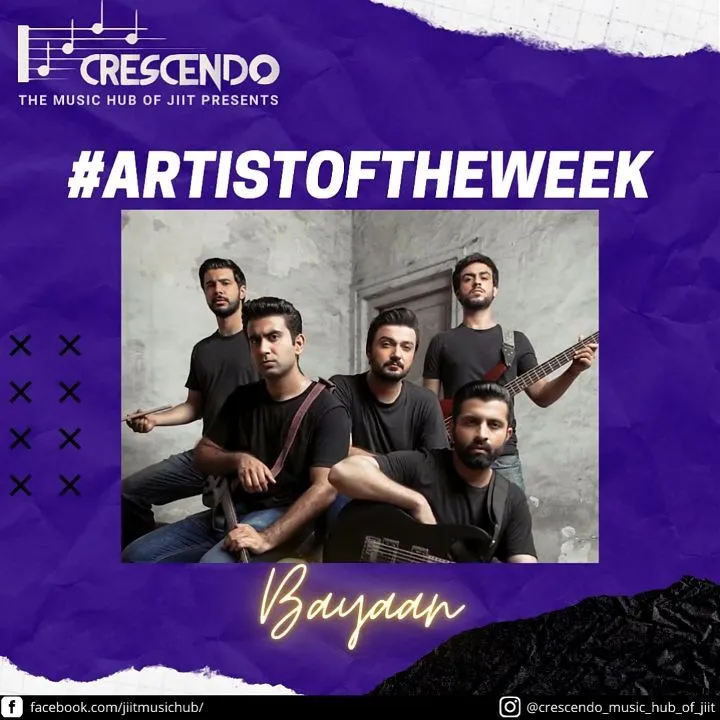 CRESCENDO
THE MUSIC HUB OF JIIT PRESENTS
#ARTISTOFTHEWEEK
Bayaan
facebook.com/jiitmusichub/
@crescendo_music_hub_of_jiit